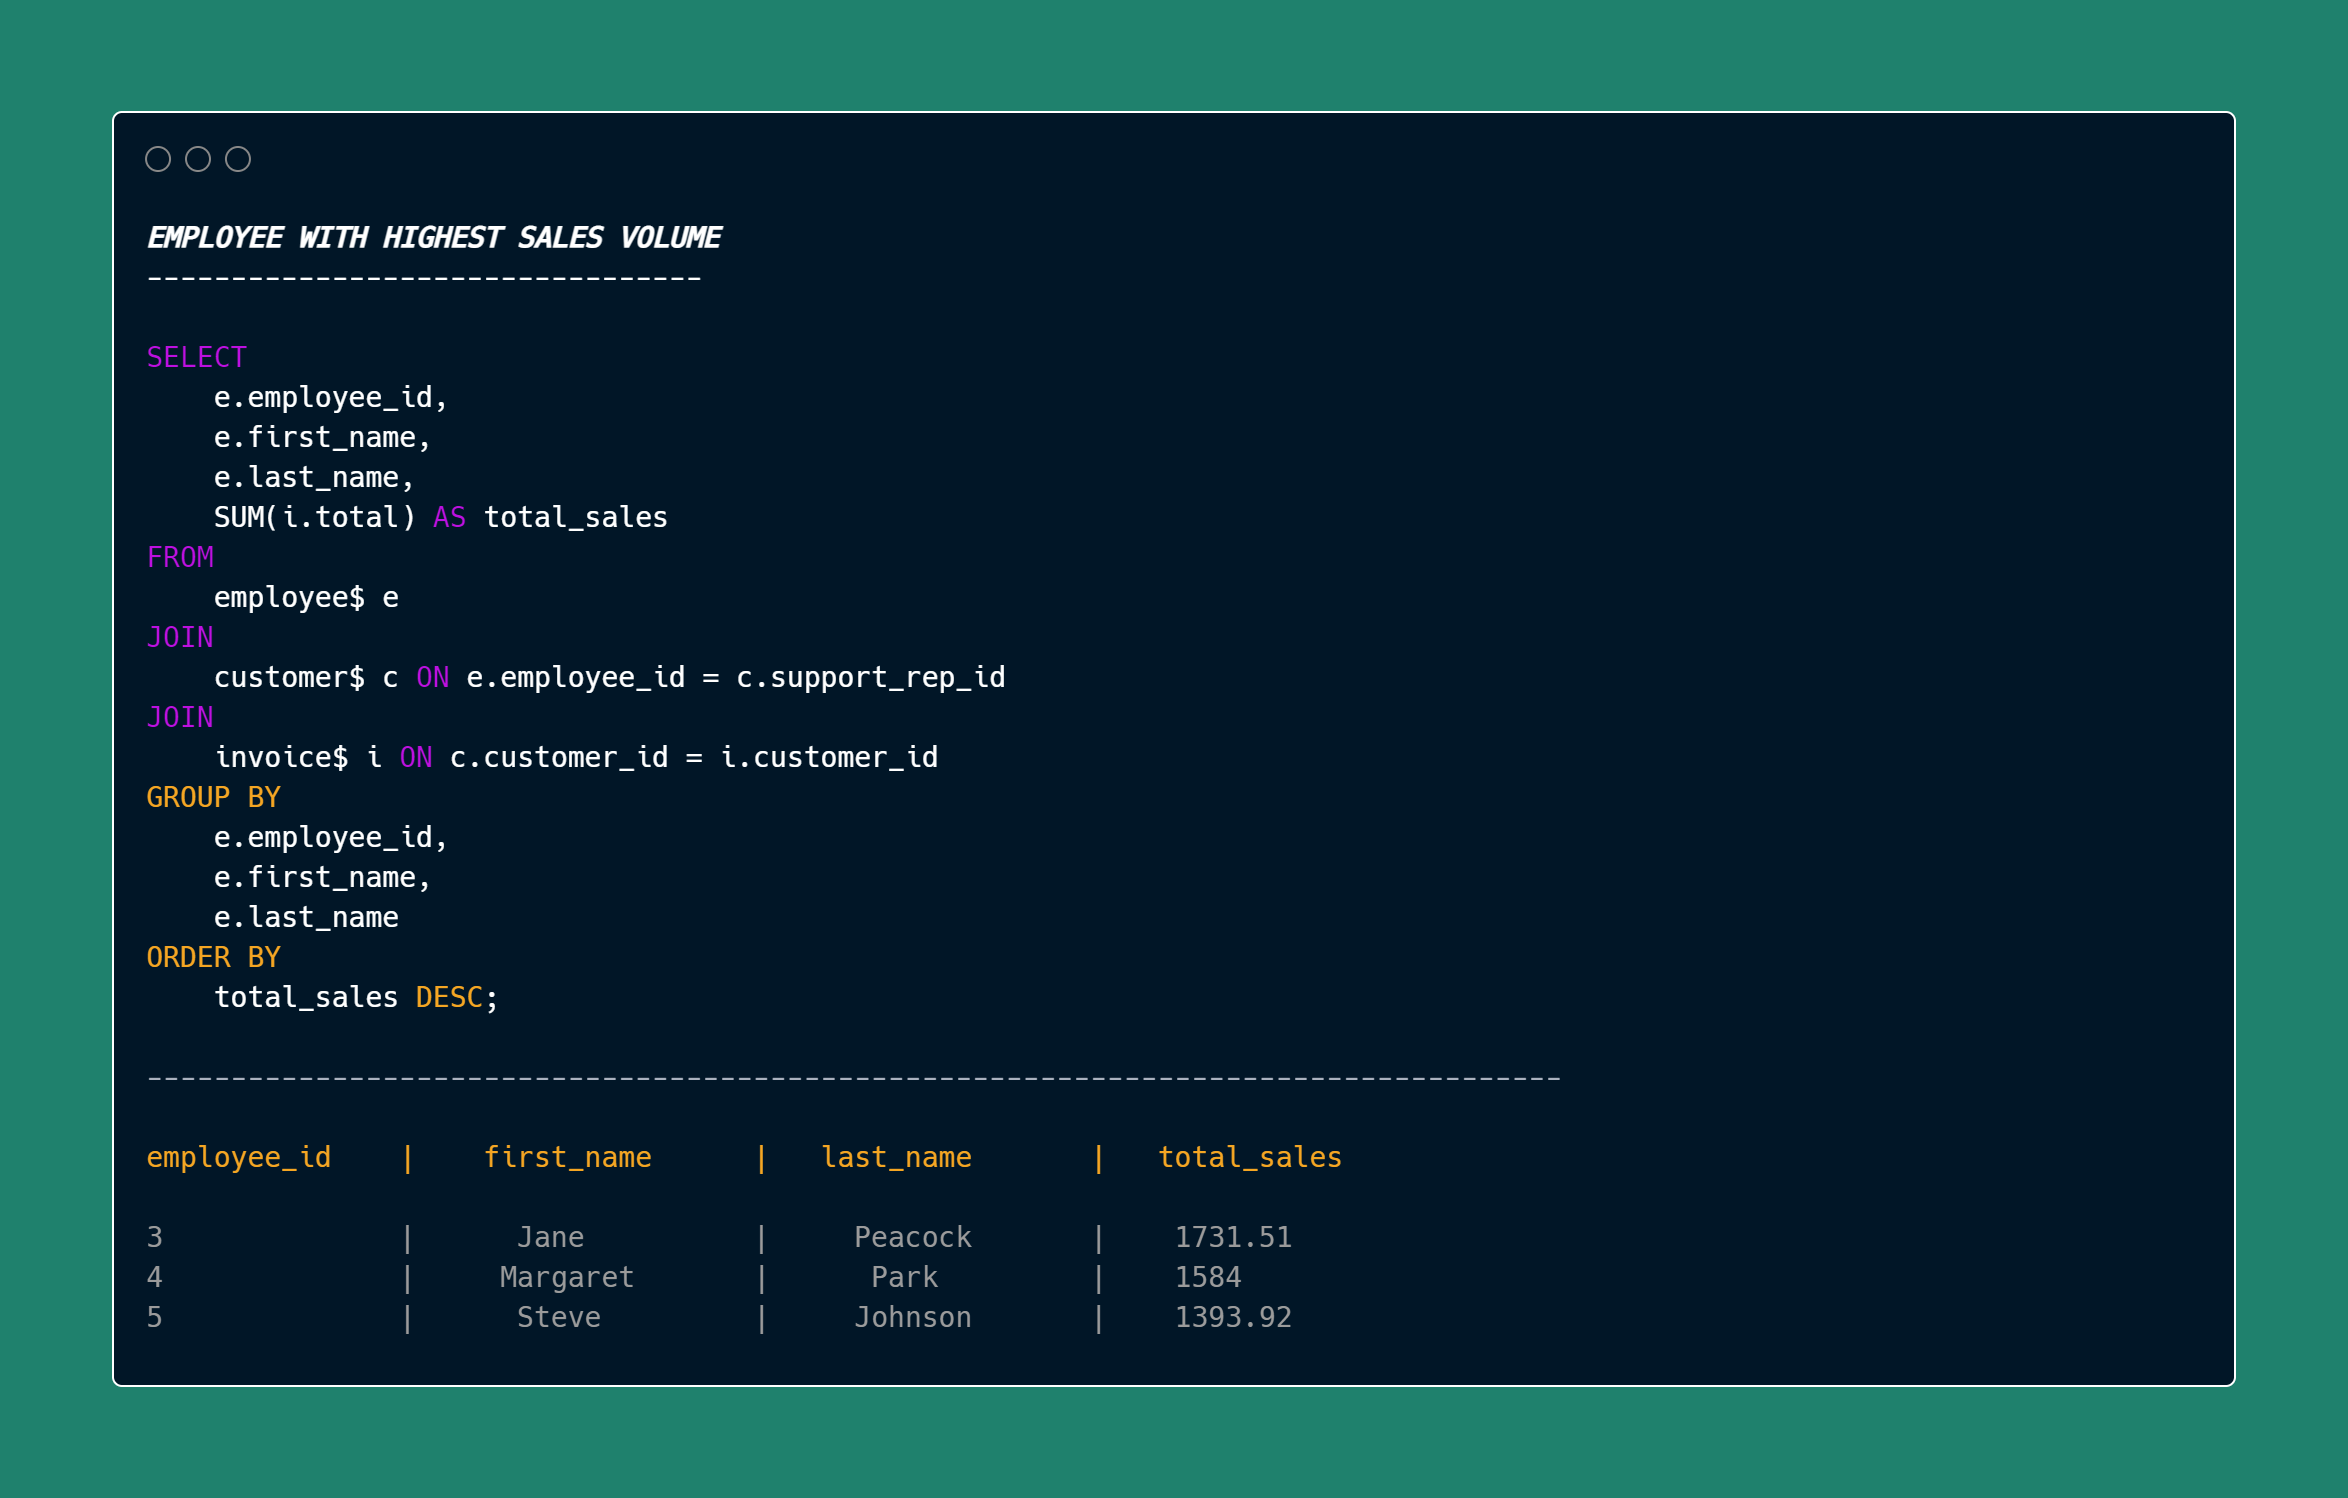 EMPLOYEE WITH HIGHEST SALES VOLUME
---------------------------------
SELECT
    e.employee_id,
    e.first_name,
    e.last_name,
    SUM(i.total) AS total_sales
FROM
    employee$ e
JOIN
    customer$ c ON e.employee_id = c.support_rep_id
JOIN
    invoice$ i ON c.customer_id = i.customer_id
GROUP BY
    e.employee_id,
    e.first_name,
    e.last_name
ORDER BY
    total_sales DESC;
------------------------------------------------------------------------------------
employee_id    |    first_name      |   last_name       |   total_sales
3              |      Jane          |     Peacock       |    1731.51
4              |     Margaret       |      Park         |    1584
5              |      Steve         |     Johnson       |    1393.92